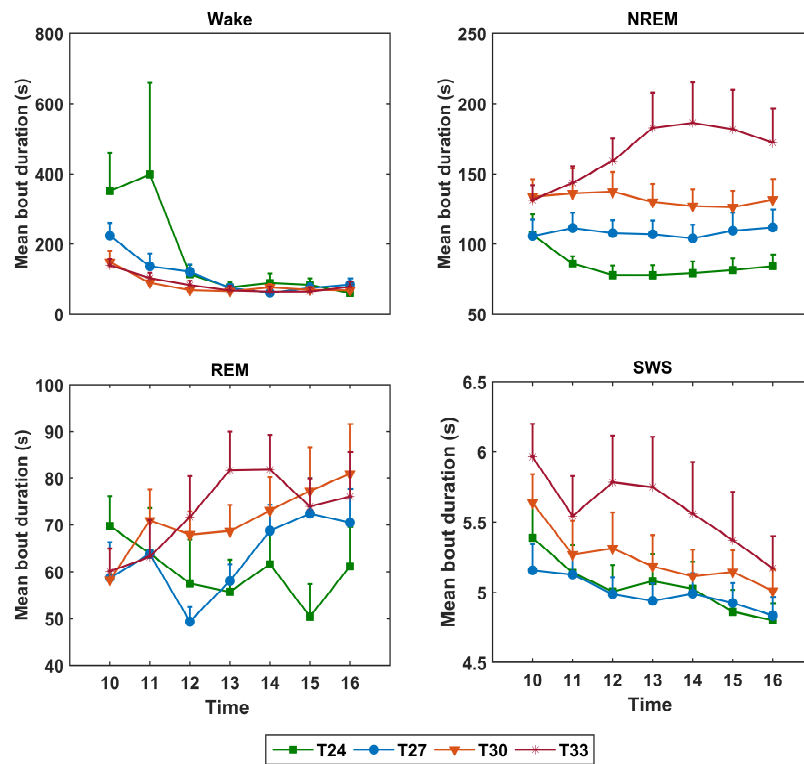 Wake
Mean bout duration (s)
800
600
400
200
0
NREM
Mean bout duration (s)
250
200
150
100
50
REM
Mean bout duration (s)
100
90
80
70
60
50
40
10 11 12 13 14 15 16
Time
SWS
Mean bout duration (s)
6.5
6
5.5
5
4.5
10 11 12 13 14 15 16
Time
T24 T27 T30 T33